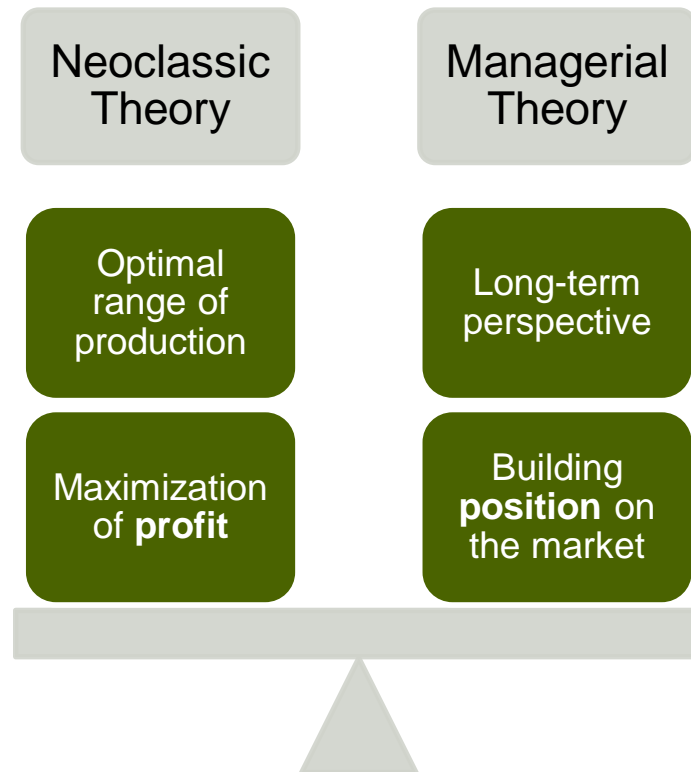 Neoclassic
Theory
Managerial
Theory
Optimal
range of
production
Long-term
perspective
Maximization
of profit
Building
position on
the market